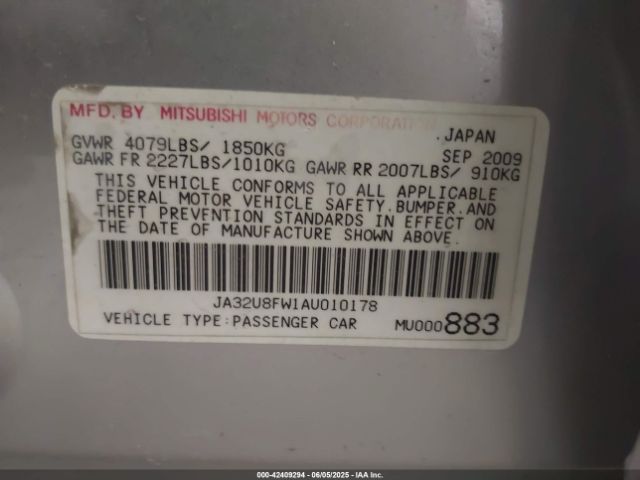 MFD. BY MITSUBISHI MOTORS CORPORATION
JAPAN
GVWR 4079LBS/ 1850KG SEP 2009
GAWR FR 2227LBS/1010KG GAWR RR 2007LBS/ 910KG
THIS VEHICLE CONFORMS TO ALL APPLICABLE
FEDERAL MOTOR VEHICLE SAFETY.BUMPER.AND
THEFT PREVENTION STANDARDS IN EFFECT ON
THE DATE OF MANUFACTURE SHOWN ABOVE.
JA32U8FW1AU010178
VEHICLE TYPE:PASSENGER CAR MU000883
000-42409294 - 06/05/2025 - IAA Inc.